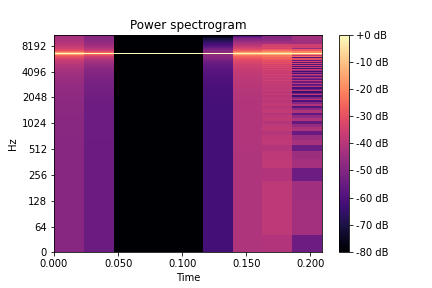 Power spectrogram
Hz
8192
4096
2048
1024
512
256
128
64
0
0.000 0.050 0.100 0.150 0.200
Time
+0 dB
-10 dB
-20 dB
-30 dB
-40 dB
-50 dB
-60 dB
-70 dB
-80 dB